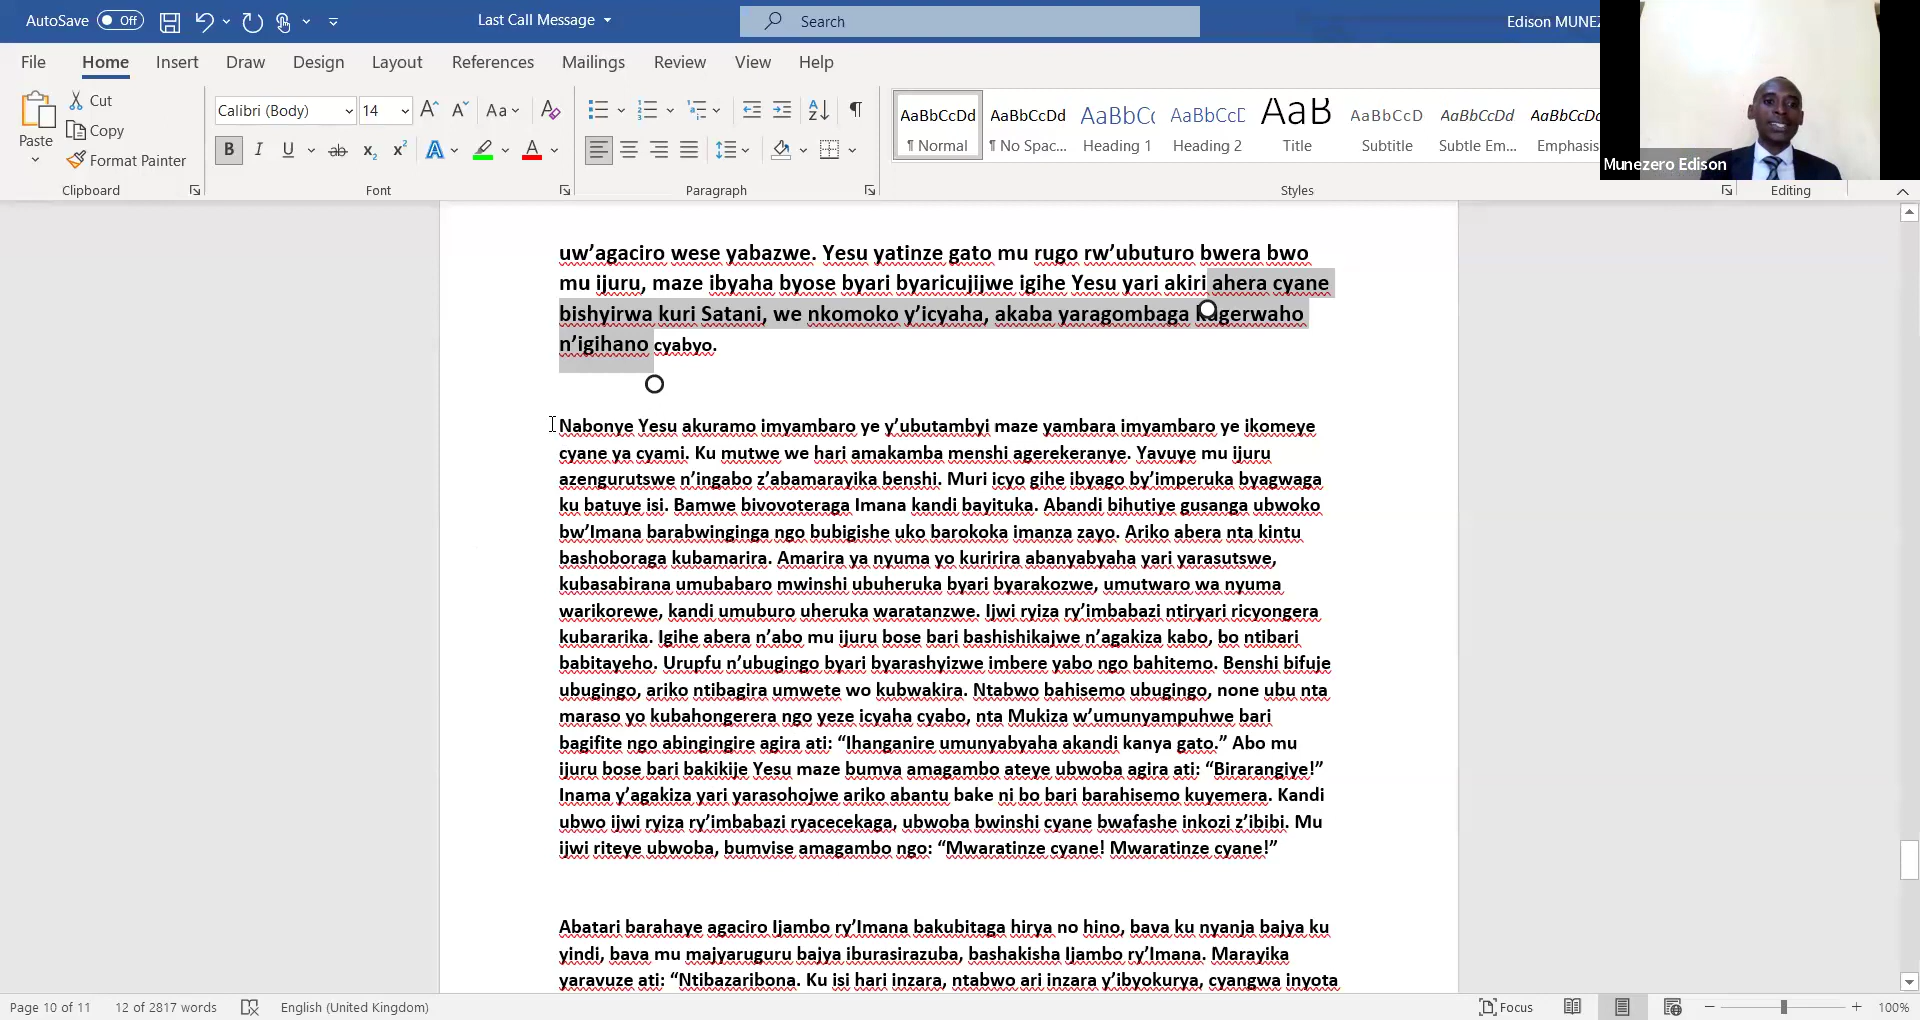 AutoSave Off
Last Call Message
Search
Edison MUNE
File Home Insert Draw Design Layout References Mailings Review View Help
Paste
Cut
Copy
Format Painter
Clipboard
Calibri (Body) 14
Font
Paragraph
AaBbCcDd AaBbCcDd AaBbC AaBbCcD AaB AaBbCcD AaBbCcDd AaBbCcD
¶ Normal ¶ No Spac... Heading 1 Heading 2 Title Subtitle Subtle Em... Emphasis
Styles
Editing
Munezero Edison
uw’agaciro wese yabazwe. Yesu yatinze gato mu rugo rw’ubuturo bwera bwo
mu ijuru, maze ibyaha byose byari byaricujijwe igihe Yesu yari akiri ahera cyane
bishyirwa kuri Satani, we nkomoko y’icyaha, akaba yaragombaga kugerwaho
n’igihano cyabyo.
Nabonye Yesu akuramo imyambaro ye y’ubutambyi maze yambara imyambaro ye ikomeye
cyane ya cyami. Ku mutwe we hari amakamba menshi agerekeranye. Yavuye mu ijuru
azengurutswe n’ingabo z’abamarayika benshi. Muri icyo gihe ibyago by’imperuka byagwaga
ku batuye isi. Bamwe bivovoteraga Imana kandi bayituka. Abandi bihutiye gusanga ubwoko
bw’Imana barabwinginga ngo bubigishe uko barokoka imanza zayo. Ariko abera nta kintu
bashoboraga kubamarira. Amarira ya nyuma yo kuririra abanyabyaha yari yarasutswe,
kubasabirana umubabaro mwinshi ubuheruka byari byarakozwe, umutwaro wa nyuma
warikorewe, kandi umuburo uheruka waratanzwe. Ijwi ryiza ry’imbabazi ntiryari ricyongera
kubararika. Igihe abera n’abo mu ijuru bose bari bashishikajwe n’agakiza kabo, bo ntibari
babitayeho. Urupfu n’ubugingo byari byarashyizwe imbere yabo ngo bahitemo. Benshi bifuje
ubugingo, ariko ntibagira umwete wo kubwakira. Ntabwo bahisemo ubugingo, none ubu nta
maraso yo kubahongerera ngo yeze icyaha cyabo, nta Mukiza w’umunyampuhwe bari
bagifite ngo abingingire agira ati: “Ihanganire umunyabyaha akandi kanya gato.” Abo mu
ijuru bose bari bakikije Yesu maze bumva amagambo ateye ubwoba agira ati: “Birarangiye!”
Inama y’agakiza yari yarasohojwe ariko abantu bake ni bo bari barahisemo kuyemera. Kandi
ubwo ijwi ryiza ry’imbabazi ryacecekaga, ubwoba bwinshi cyane bwafashe inkozi z’ibibi. Mu
ijwi riteye ubwoba, bumvise amagambo ngo: “Mwaratinze cyane! Mwaratinze cyane!”
Abatari barahaye agaciro Ijambo ry’Imana bakubitaga hirya no hino, bava ku nyanja bajya ku
yindi, bava mu majyaruguru bajya iburasirazuba, bashakisha Ijambo ry’Imana. Marayika
yaravuze ati: “Ntibazaribona. Ku isi hari inzara, ntabwo ari inzara y’ibyokurya, cyangwa inyota
Page 10 of 11 12 of 2817 words English (United Kingdom) Focus 100%